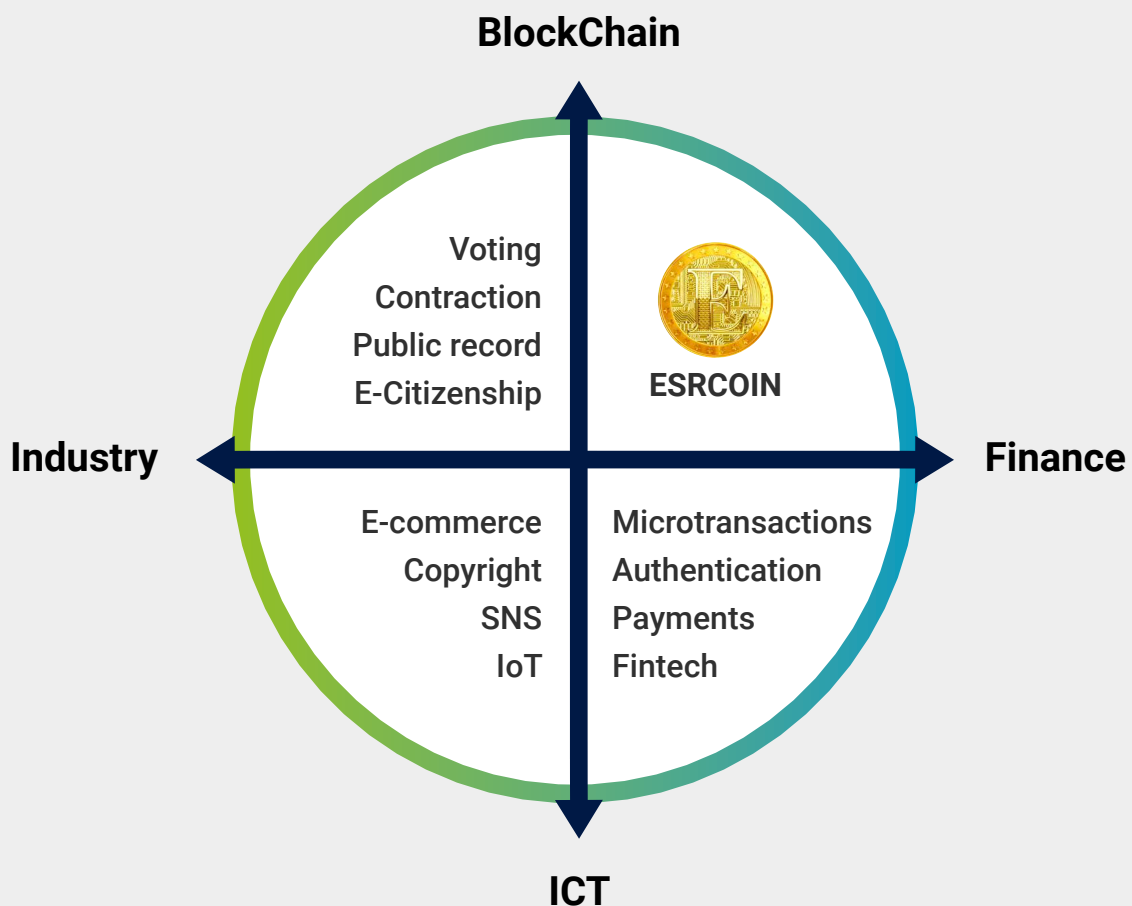 BlockChain
Voting
Contraction
Public record
E-Citizenship
E
ESRCOIN
Industry
Finance
E-commerce
Copyright
SNS
IoT
Microtransactions
Authentication
Payments
Fintech
ICT